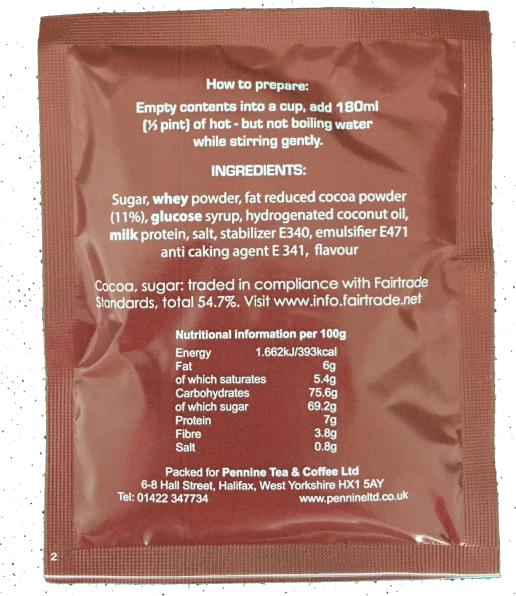 How to prepare:
Empty contents into a cup, add 180ml
(⅓ pint) of hot - but not boiling water
while stirring gently.
INGREDIENTS:
Sugar, whey powder, fat reduced cocoa powder
(11%), glucose syrup, hydrogenated coconut oil,
milk protein, salt, stabilizer E340, emulsifier E471
anti caking agent E 341, flavour
Cocoa, sugar: traded in compliance with Fairtrade
Standards, total 54.7%. Visit www.info.fairtrade.net
Nutritional information per 100g
Energy 1.662kJ/393kcal
Fat 6g
of which saturates 5.4g
Carbohydrates 75.6g
of which sugar 69.2g
Protein 7g
Fibre 3.8g
Salt 0.8g
Packed for Pennine Tea & Coffee Ltd
6-8 Hall Street, Halifax, West Yorkshire HX1 5AY
Tel: 01422 347734 www.pennineltd.co.uk
2